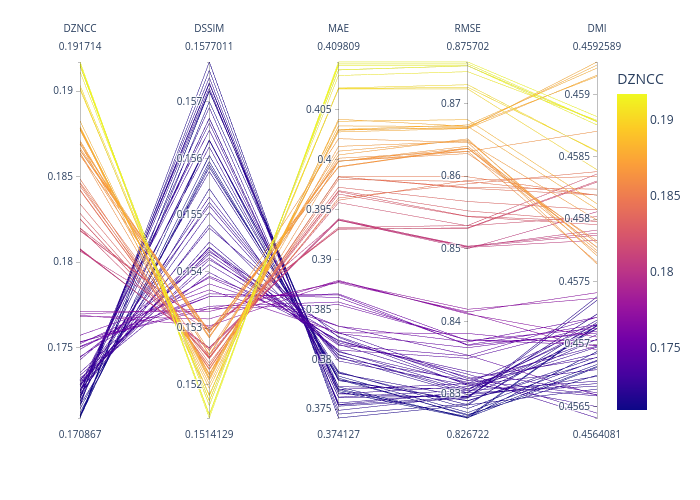 DZNCC DSSIM MAE RMSE DMI
0.191714 0.1577011 0.409809 0.875702 0.4592589
DZNCC
0.19 0.157 0.405 0.87 0.459
0.19
0.185 0.156 0.4 0.86 0.4585
0.185
0.155 0.395 0.85 0.458
0.18 0.154 0.39 0.4575
0.18
0.153 0.385 0.84 0.457
0.175 0.38
0.175
0.152 0.375 0.83 0.4565
0.170867 0.1514129 0.374127 0.826722 0.4564081